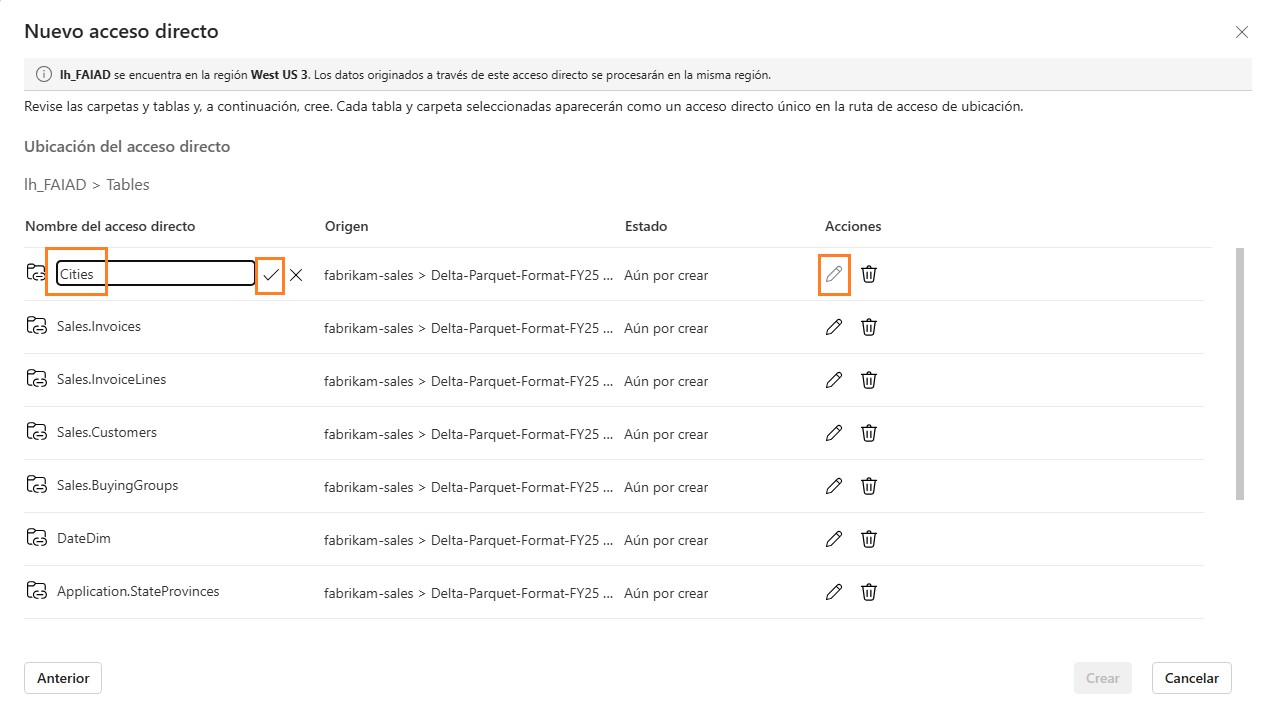 Nuevo acceso directo
lh_FAIAD se encuentra en la región West US 3. Los datos originados a través de este acceso directo se procesarán en la misma región.
Revise las carpetas y tablas y, a continuación, cree. Cada tabla y carpeta seleccionadas aparecerán como un acceso directo único en la ruta de acceso de ubicación.
Ubicación del acceso directo
lh_FAIAD > Tables
Nombre del acceso directo Origen Estado Acciones
Cities fabrikam-sales > Delta-Parquet-Format-FY25 ... Aún por crear
Sales.Invoices fabrikam-sales > Delta-Parquet-Format-FY25 ... Aún por crear
Sales.InvoiceLines fabrikam-sales > Delta-Parquet-Format-FY25 ... Aún por crear
Sales.Customers fabrikam-sales > Delta-Parquet-Format-FY25 ... Aún por crear
Sales.BuyingGroups fabrikam-sales > Delta-Parquet-Format-FY25 ... Aún por crear
DateDim fabrikam-sales > Delta-Parquet-Format-FY25 ... Aún por crear
Application.StateProvinces fabrikam-sales > Delta-Parquet-Format-FY25 ... Aún por crear
Anterior Crear Cancelar